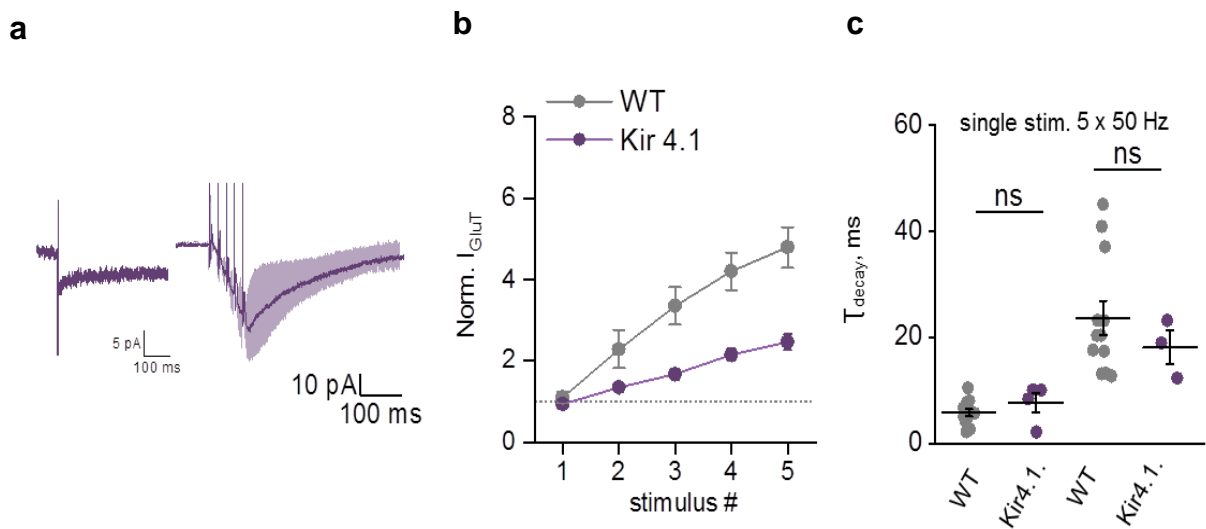 a
5 pA
100 ms
10 pA
100 ms
b
WT
Kir 4.1
Norm. I_GluT
8
6
4
2
0
1 2 3 4 5
stimulus #
c
single stim. 5 x 50 Hz
ns
ns
τ_decay, ms
60
40
20
0
WT
Kir4.1.
WT
Kir4.1.